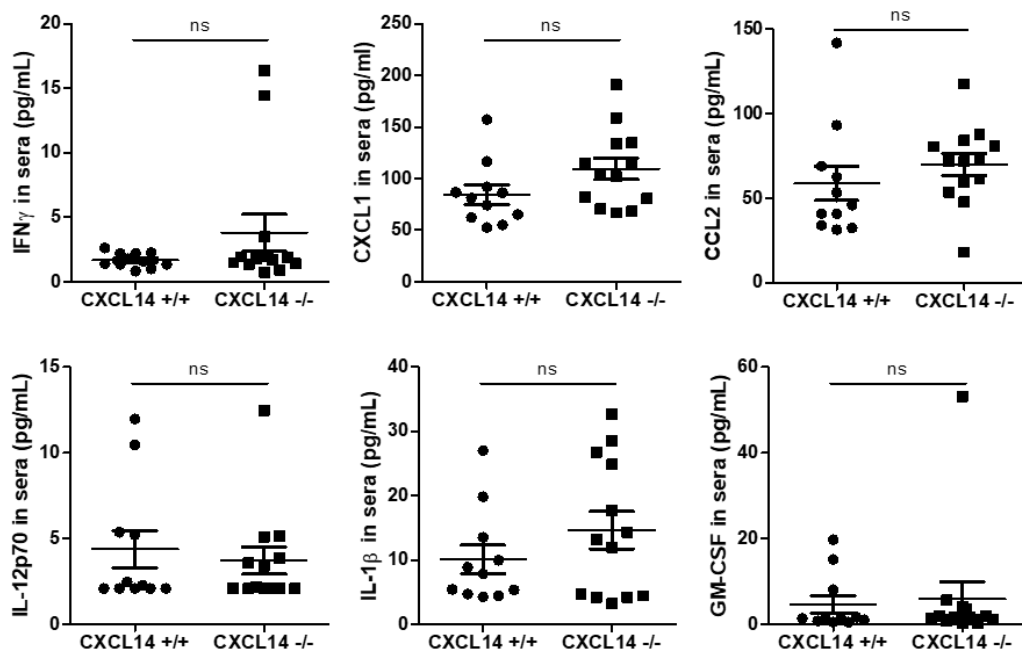 ns
20
15
10
5
0
IFNγ in sera (pg/mL)
CXCL14 +/+ CXCL14 -/-
ns
250
200
150
100
50
0
CXCL1 in sera (pg/ml)
CXCL14 +/+ CXCL14 -/-
ns
150
100
50
0
CCL2 in sera (pg/mL)
CXCL14 +/+ CXCL14 -/-
ns
15
10
5
0
IL-12p70 in sera (pg/mL)
CXCL14 +/+ CXCL14 -/-
ns
40
30
20
10
0
IL-1β in sera (pg/mL)
CXCL14 +/+ CXCL14 -/-
ns
60
40
20
0
GM-CSF in sera (pg/mL)
CXCL14 +/+ CXCL14 -/-